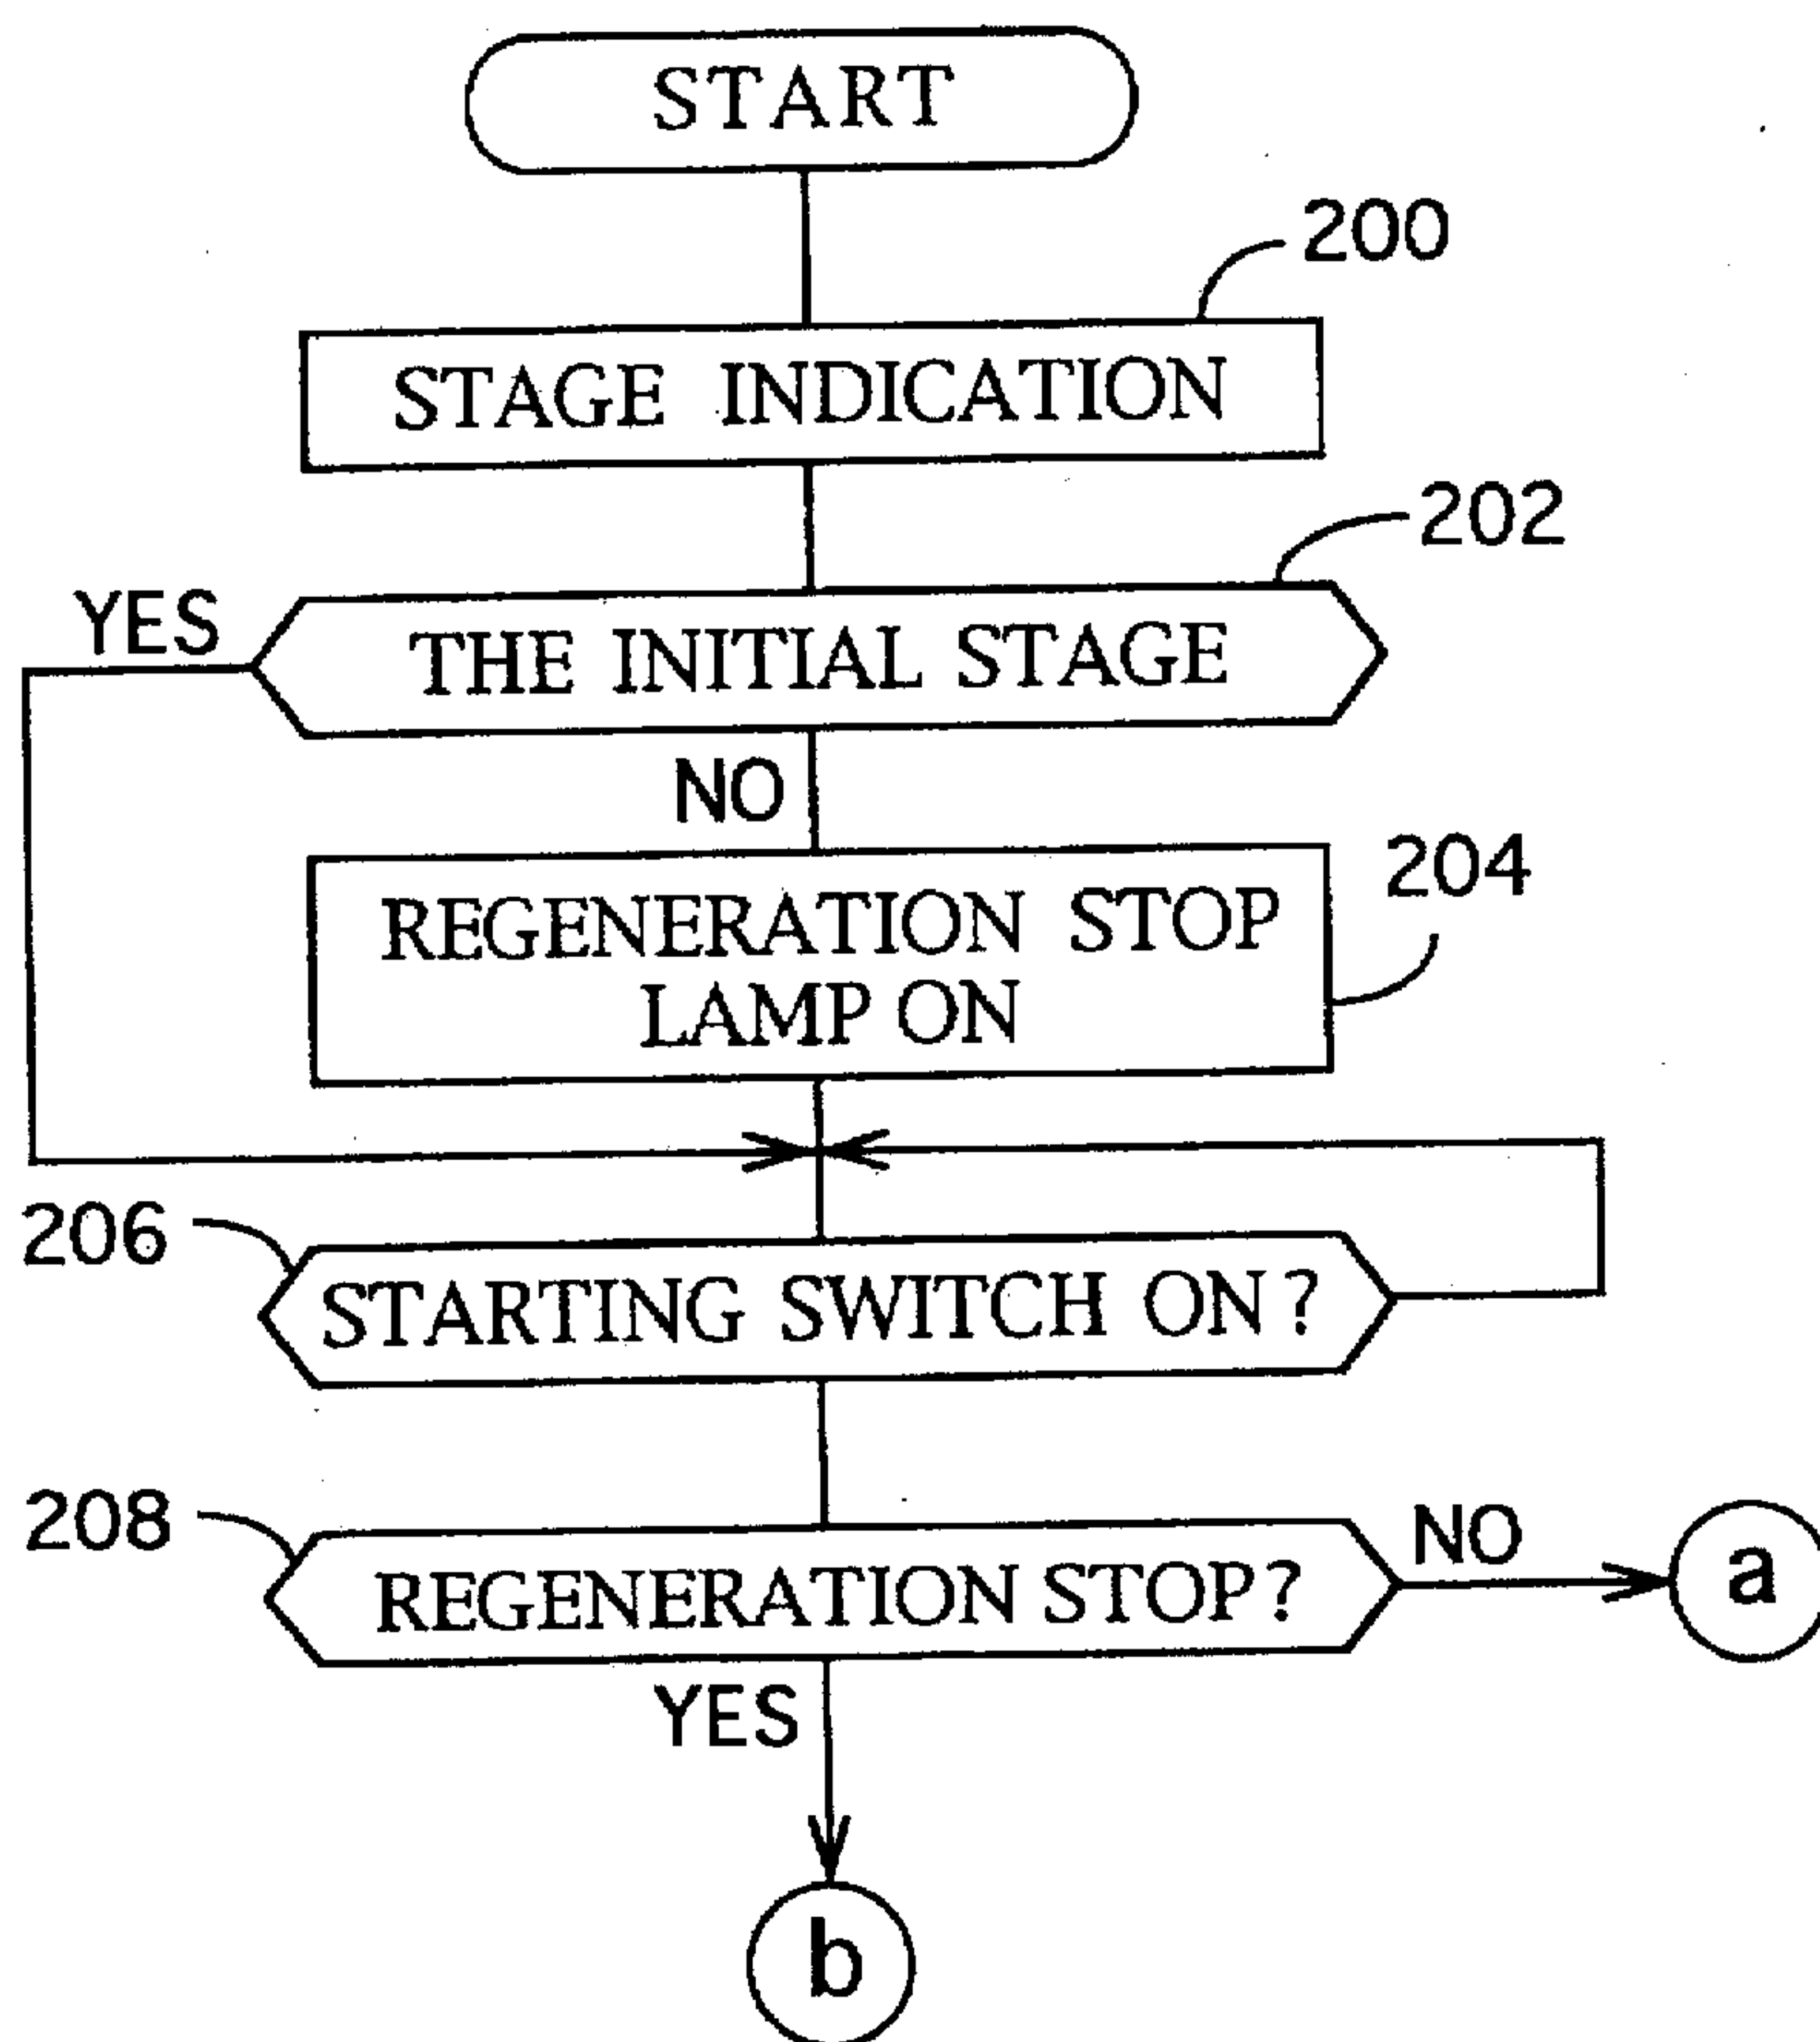 START
200
STAGE INDICATION
202
YES
THE INITIAL STAGE
NO
204
REGENERATION STOP
LAMP ON
206
STARTING SWITCH ON?
208
NO
a
REGENERATION STOP?
YES
b